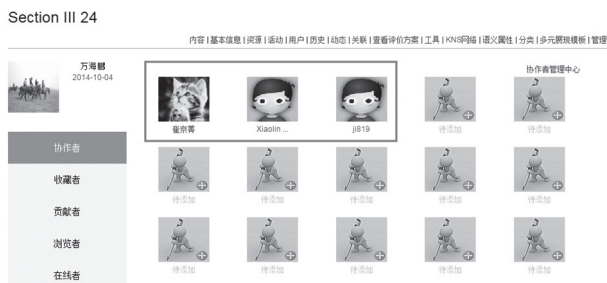 Section III 24
内容 | 基本信息 | 资源 | 活动 | 用户 | 历史 | 动态 | 关联 | 查看评价方案 | 工具 | KNS网络 | 语义属性 | 分类 | 多元展现模板 | 管理
万海鹏
2014-10-04
协作者管理中心
崔京菁
Xiaolin ...
ji819
待添加
待添加
协作者
待添加
待添加
待添加
待添加
待添加
收藏者
贡献者
浏览者
待添加
待添加
待添加
待添加
待添加
在线者